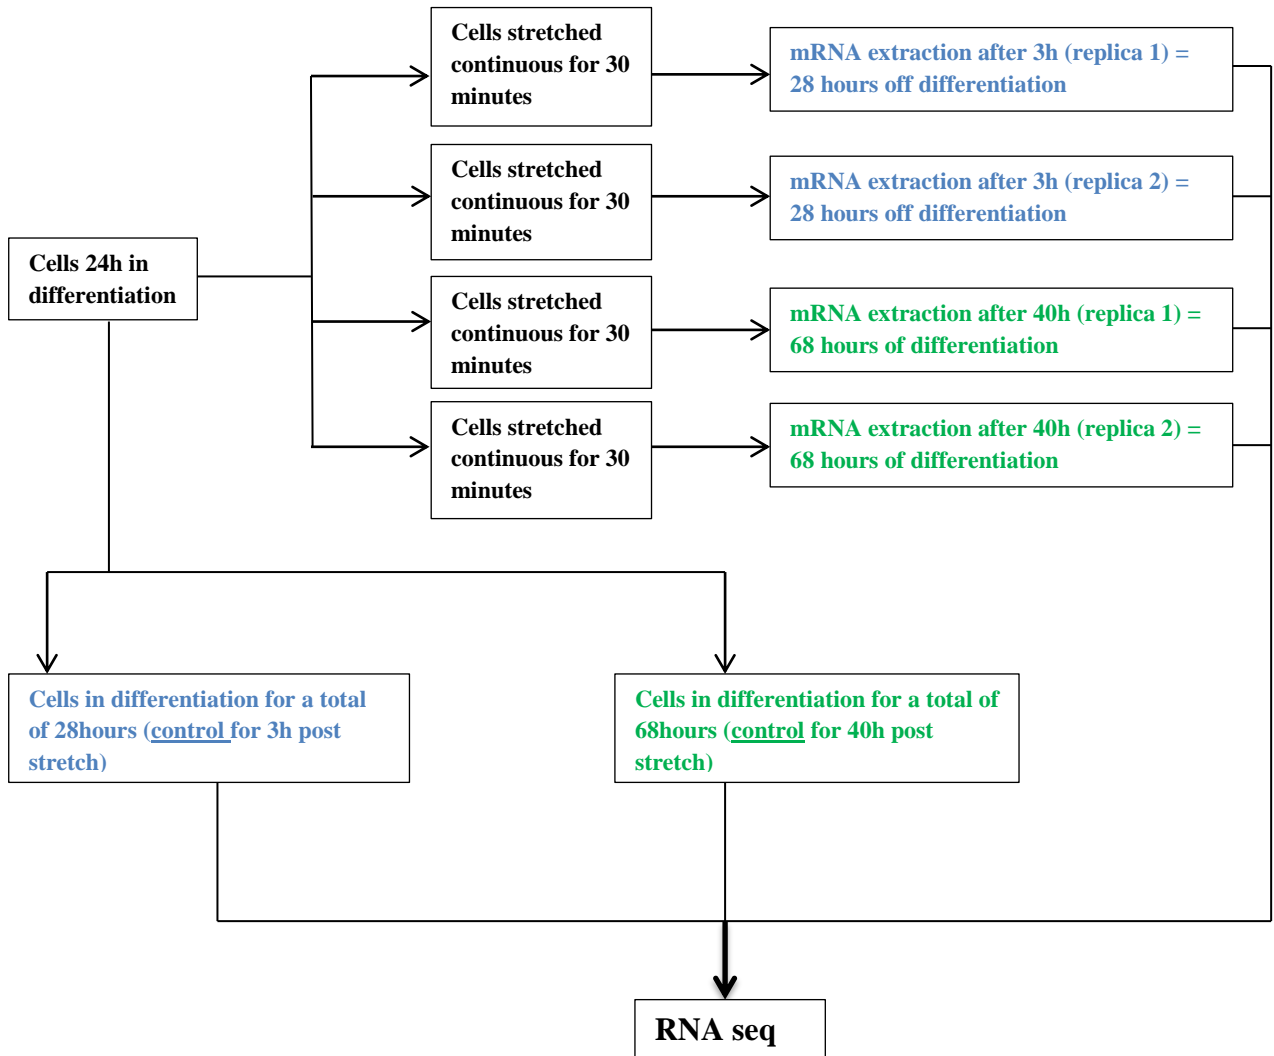 Cells stretched
continuous for 30
minutes
mRNA extraction after 3h (replica 1) =
28 hours off differentiation
Cells stretched
continuous for 30
minutes
mRNA extraction after 3h (replica 2) =
28 hours off differentiation
Cells 24h in
differentiation
Cells stretched
continuous for 30
minutes
mRNA extraction after 40h (replica 1) =
68 hours of differentiation
Cells stretched
continuous for 30
minutes
mRNA extraction after 40h (replica 2) =
68 hours of differentiation
Cells in differentiation for a total
of 28hours (control for 3h post
stretch)
Cells in differentiation for a total of
68hours (control for 40h post
stretch)
RNA seq